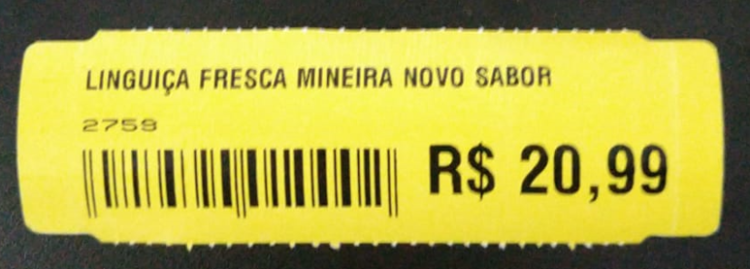 LINGUIÇA FRESCA MINEIRA NOVO SABOR
2759
R$ 20,99